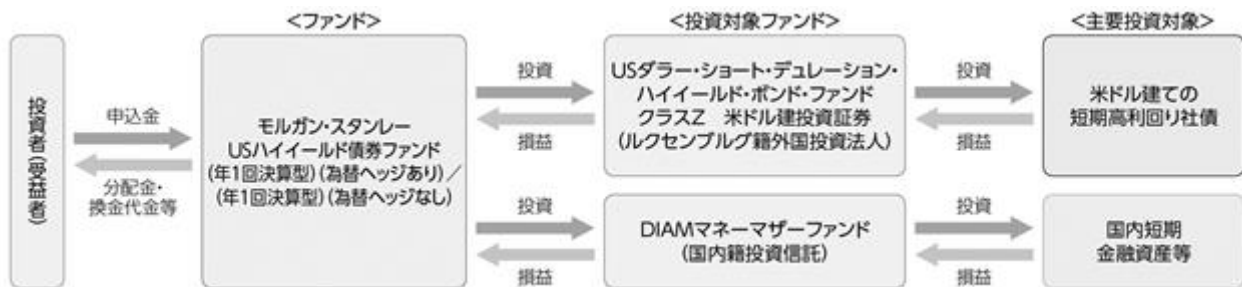 <ファンド>
<投資対象ファンド>
<主要投資対象>
投資者(受益者)
申込金
分配金・
換金代金等
モルガン・スタンレー
USハイイールド債券ファンド
(年1回決算型)(為替ヘッジあり)/
(年1回決算型)(為替ヘッジなし)
投資
損益
USダラー・ショート・デュレーション・
ハイイールド・ボンド・ファンド
クラスZ 米ドル建投資証券
(ルクセンブルグ籍外国投資法人)
投資
損益
米ドル建ての
短期高利回り社債
投資
損益
DIAMマネーマザーファンド
(国内籍投資信託)
投資
損益
国内短期
金融資産等